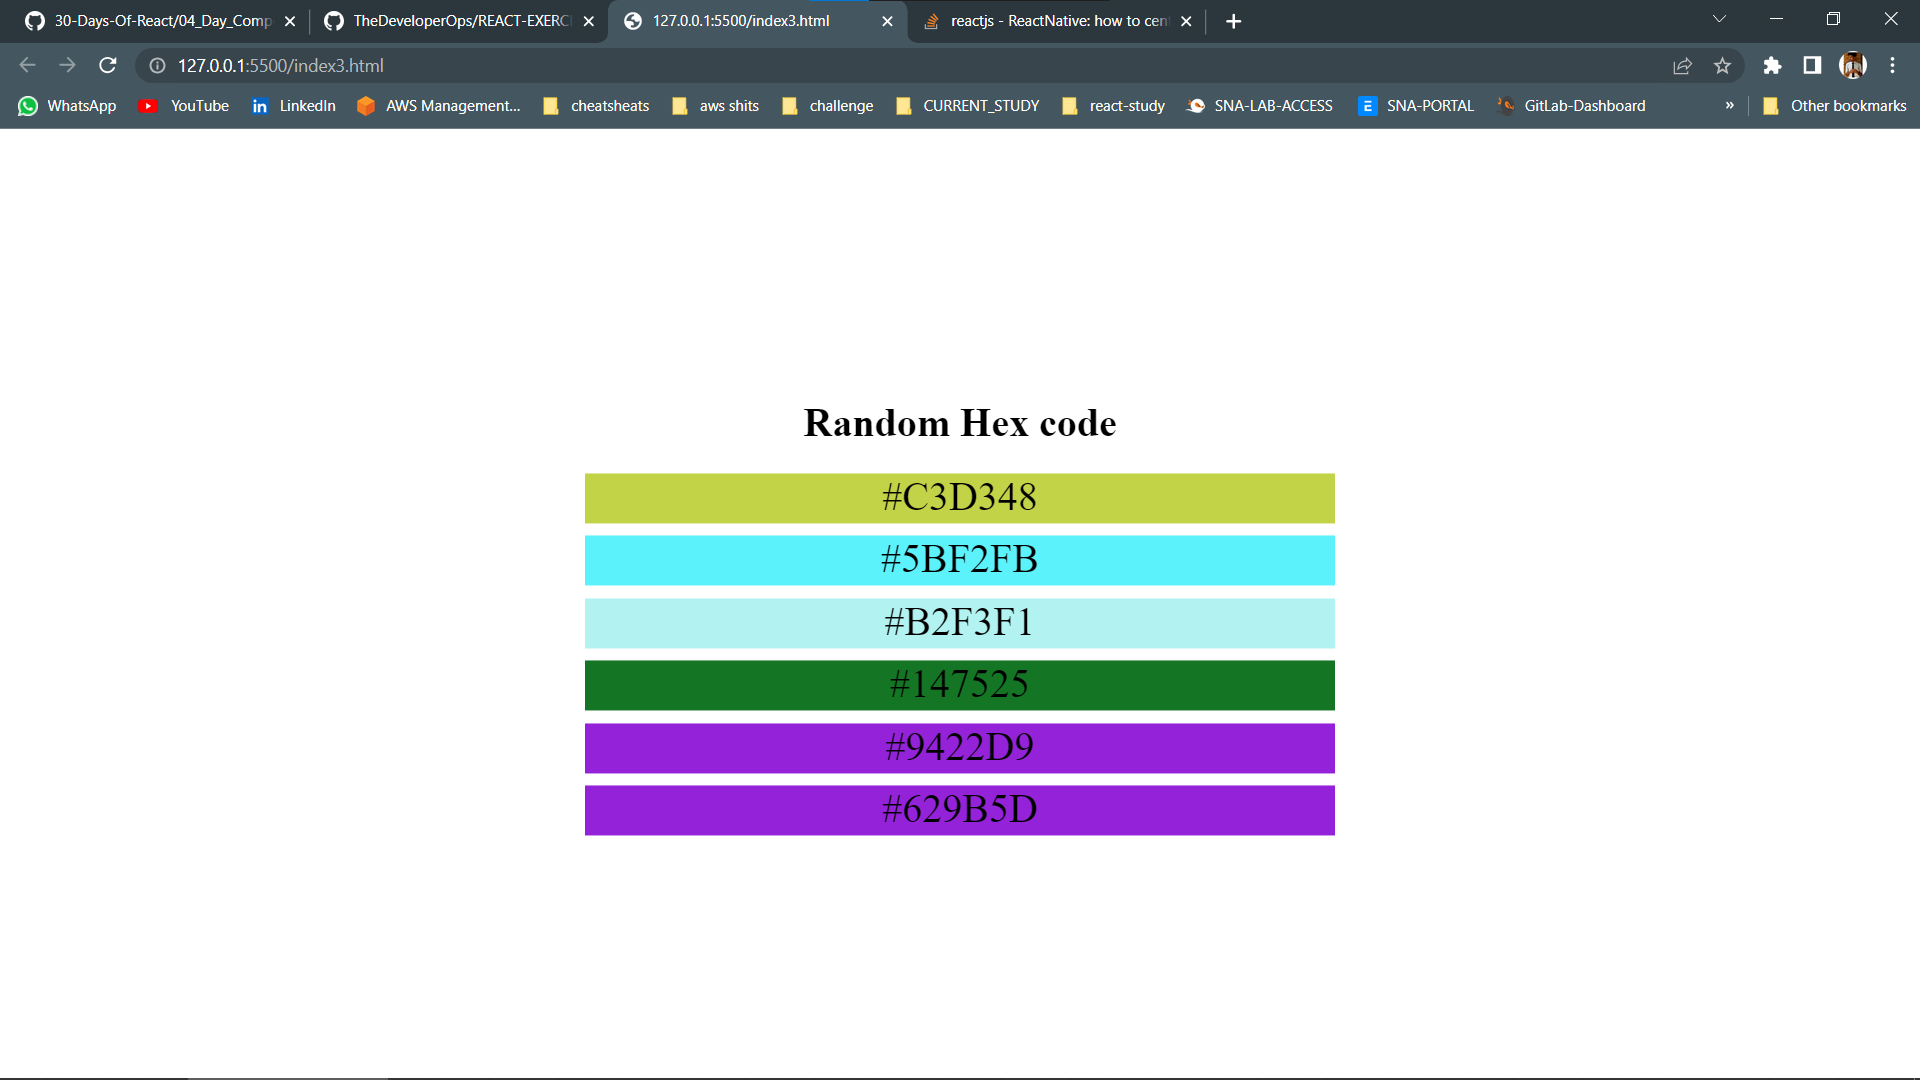 30-Days-Of-React/04_Day_Comp
TheDeveloperOps/REACT-EXERC
127.0.0.1:5500/index3.html
reactjs - ReactNative: how to cen
127.0.0.1:5500/index3.html
WhatsApp
YouTube
LinkedIn
AWS Management...
cheatsheats
aws shits
challenge
CURRENT_STUDY
react-study
SNA-LAB-ACCESS
SNA-PORTAL
GitLab-Dashboard
»
Other bookmarks
Random Hex code
#C3D348
#5BF2FB
#B2F3F1
#147525
#9422D9
#629B5D